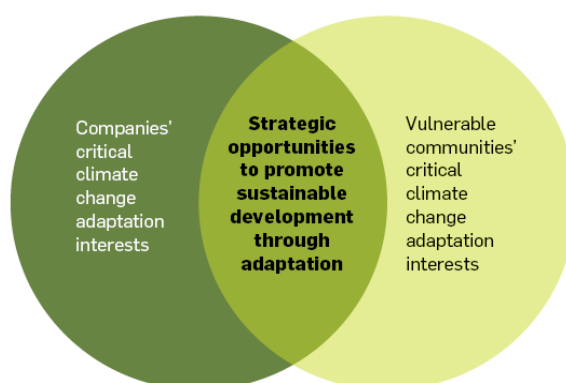 Companies'
critical
climate
change
adaptation
interests
Strategic
opportunities
to promote
sustainable
development
through
adaptation
Vulnerable
communities'
critical
climate
change
adaptation
interests